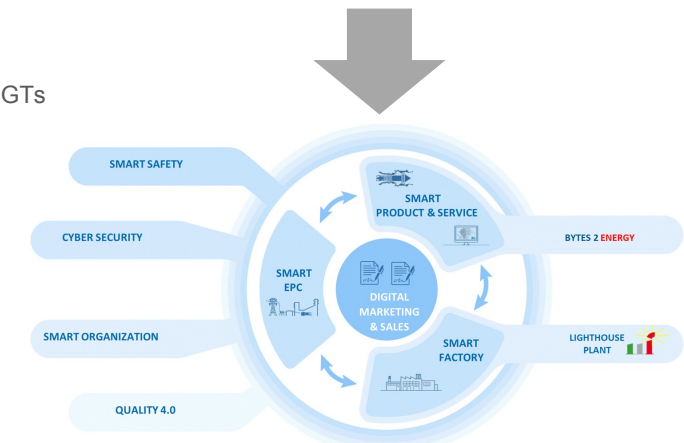 GTs
SMART SAFETY
CYBER SECURITY
SMART ORGANIZATION
QUALITY 4.0
SMART
PRODUCT & SERVICE
SMART
EPC
DIGITAL
MARKETING
& SALES
SMART
FACTORY
BYTES 2 ENERGY
LIGHTHOUSE
PLANT